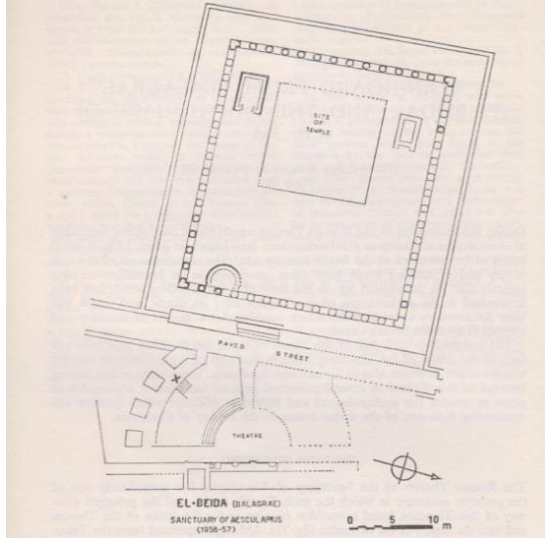 SITE
OF
TEMPLE
PAVED STREET
THEATRE
EL-BEIDA (BALAGRAE)
SANCTUARY OF AESCULAPIUS
(1956-57)
0 5 10 m